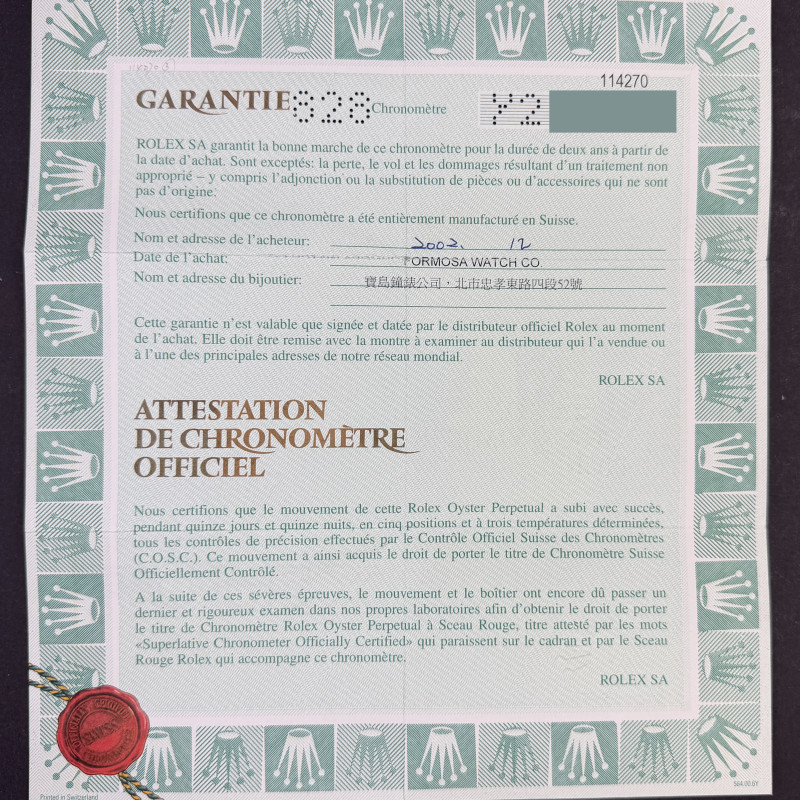 114270
GARANTIE 828 Chronomètre Y2
ROLEX SA garantit la bonne marche de ce chronomètre pour la durée de deux ans à partir de
la date d'achat. Sont exceptés: la perte, le vol et les dommages résultant d'un traitement non
approprié – y compris l'adjonction ou la substitution de pièces ou d'accessoires qui ne sont
pas d'origine.
Nous certifions que ce chronomètre a été entièrement manufacturé en Suisse.
Nom et adresse de l'acheteur: 2002. 12
Date de l'achat: FORMOSA WATCH CO.
Nom et adresse du bijoutier: 寶島鐘錶公司，北市忠孝東路四段52號
Cette garantie n'est valable que signée et datée par le distributeur officiel Rolex au moment
de l'achat. Elle doit être remise avec la montre à examiner au distributeur qui l'a vendue ou
à l'une des principales adresses de notre réseau mondial.
ROLEX SA
ATTESTATION
DE CHRONOMÈTRE
OFFICIEL
Nous certifions que le mouvement de cette Rolex Oyster Perpetual a subi avec succès,
pendant quinze jours et quinze nuits, en cinq positions et à trois températures déterminées,
tous les contrôles de précision effectués par le Contrôle Officiel Suisse des Chronomètres
(C.O.S.C.). Ce mouvement a ainsi acquis le droit de porter le titre de Chronomètre Suisse
Officiellement Contrôlé.
A la suite de ces sévères épreuves, le mouvement et le boîtier ont encore dû passer un
dernier et rigoureux examen dans nos propres laboratoires afin d'obtenir le droit de porter
le titre de Chronomètre Rolex Oyster Perpetual à Sceau Rouge, titre attesté par les mots
«Superlative Chronometer Officially Certified» qui paraissent sur le cadran et par le Sceau
Rouge Rolex qui accompagne ce chronomètre.
ROLEX SA
Printed in Switzerland